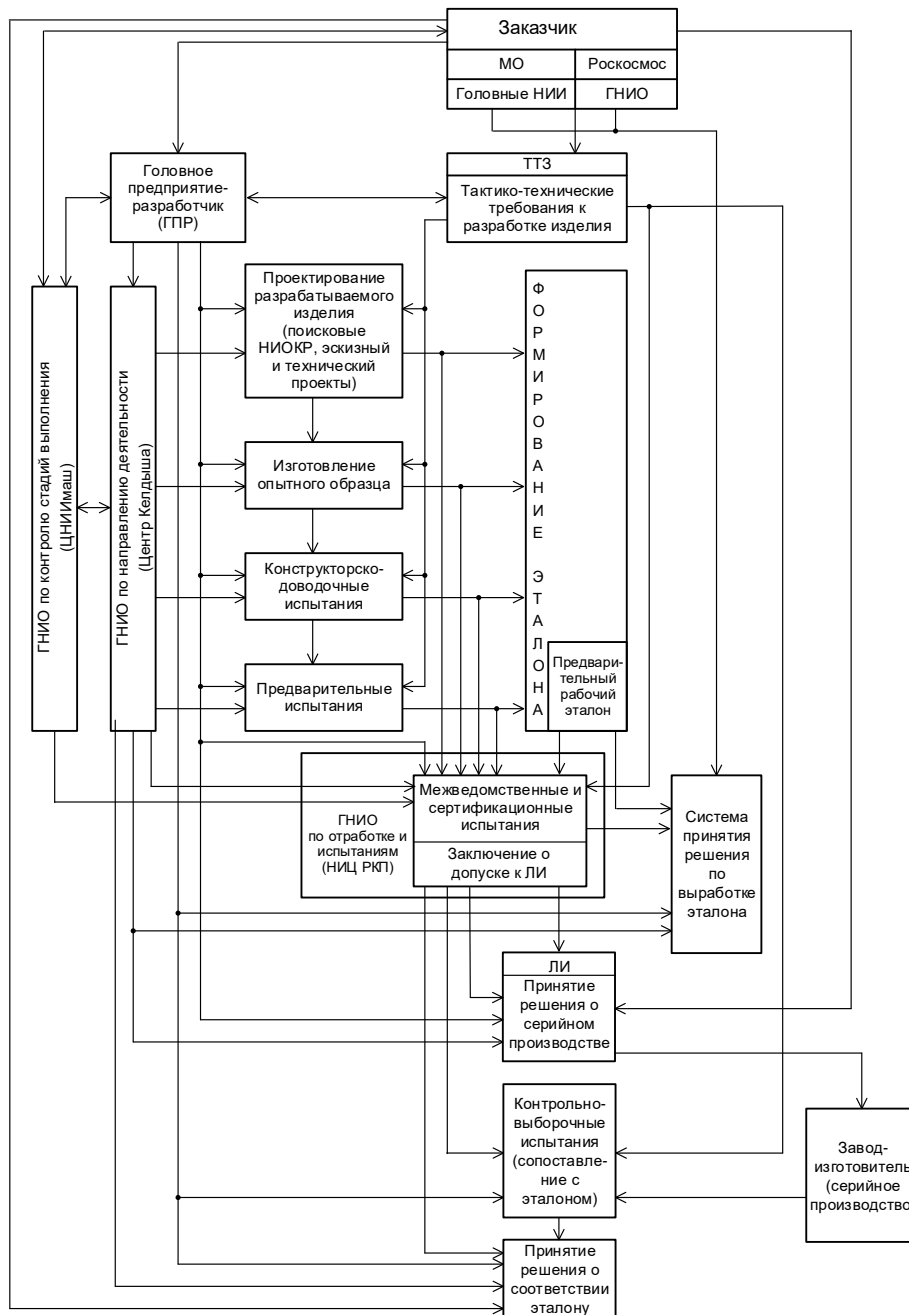 Заказчик
МО
Роскосмос
Головные НИИ
ГНИО
Головное
предприятие-
разработчик
(ГПР)
ТТЗ
Тактико-технические
требования к
разработке изделия
ГНИО по контролю стадий выполнения
(ЦНИИмаш)
ГНИО по направлению деятельности
(Центр Келдыша)
Проектирование
разрабатываемого
изделия
(поисковые
НИОКР, эскизный
и технический
проекты)
ФОРМИРОВАНИЕ ЭТАЛОНА
Изготовление
опытного образца
Конструкторско-
доводочные
испытания
Предварительные
испытания
Предвари-
тельный
рабочий
эталон
ГНИО
по отработке и
испытаниям
(НИЦ РКП)
Межведомственные и
сертификационные
испытания
Заключение о
допуске к ЛИ
Система
принятия
решения
по
выработке
эталона
ЛИ
Принятие
решения о
серийном
производстве
Контрольно-
выборочные
испытания
(сопоставле-
ние с
эталоном)
Завод-
изготовитель
(серийное
производство
Принятие
решения о
соответствии
эталону